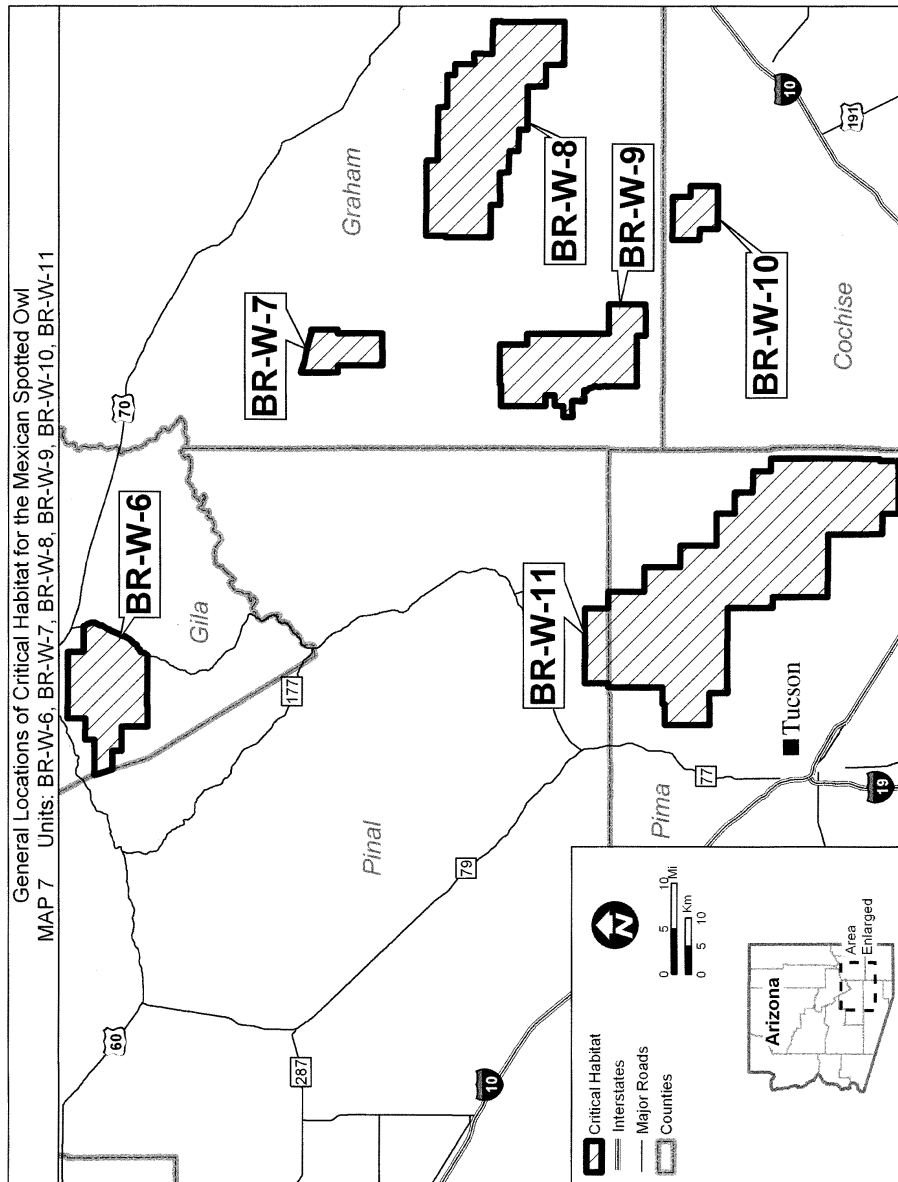 General Locations of Critical Habitat for the Mexican Spotted Owl
MAP 7 Units: BR-W-6, BR-W-7, BR-W-8, BR-W-9, BR-W-10, BR-W-11
60
70
BR-W-6
Gila
177
287
79
Pinal
10
BR-W-7
Graham
BR-W-8
BR-W-9
BR-W-11
BR-W-10
Cochise
10
191
Pima
77
Tucson
19
Critical Habitat
Interstates
Major Roads
Counties
N
0 5 10
Mi
Km
0 5 10
Arizona
Area
Enlarged